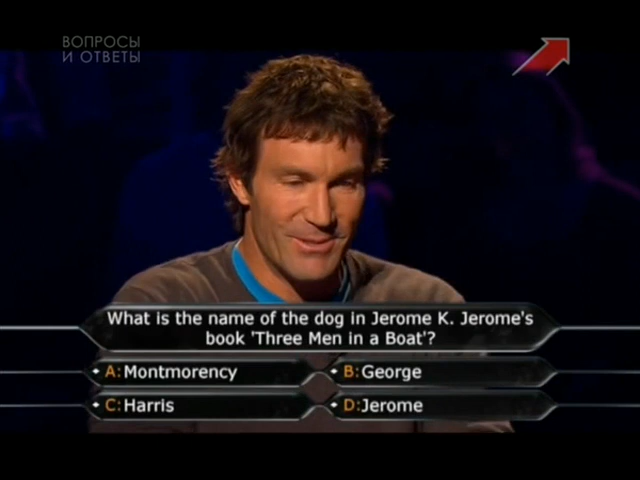 ВОПРОСЫ
И ОТВЕТЫ
What is the name of the dog in Jerome K. Jerome's
book 'Three Men in a Boat'?
A: Montmorency
B: George
C: Harris
D: Jerome